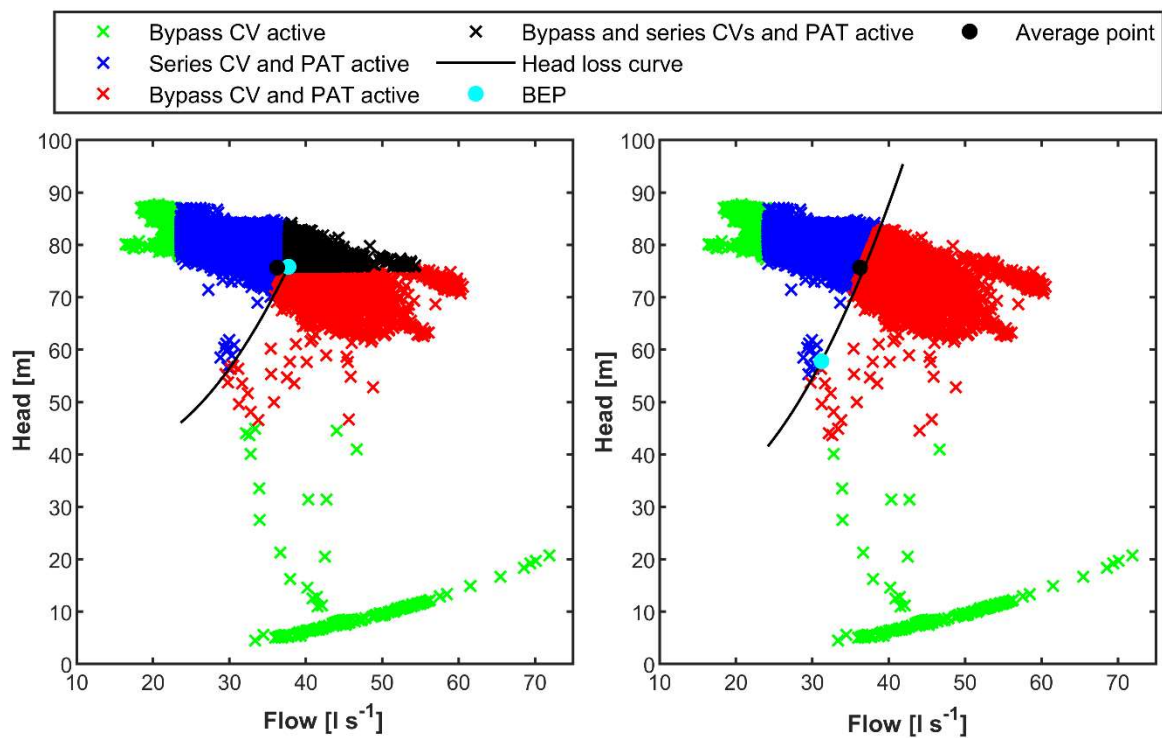 Bypass CV active
Series CV and PAT active
Bypass CV and PAT active
Bypass and series CVs and PAT active
Head loss curve
BEP
Average point
100
90
80
70
60
50
40
30
20
10
0
Head [m]
10 20 30 40 50 60 70
Flow [l s⁻¹]
100
90
80
70
60
50
40
30
20
10
0
Head [m]
10 20 30 40 50 60 70
Flow [l s⁻¹]